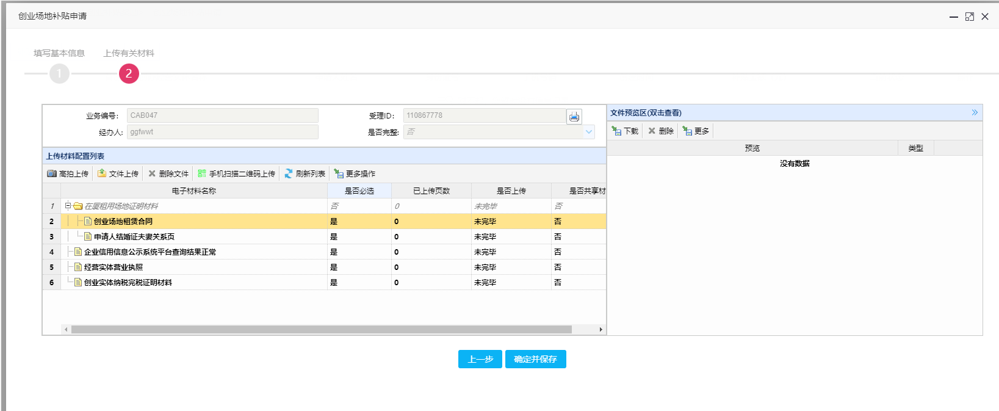 创业场地补贴申请
填写基本信息 上传有关材料
1 2
业务编号: CAB047 受理ID: 110867778
经办人: ggfwwt 是否完整: 否
上传材料配置列表
高拍上传 文件上传 删除文件 手机扫描二维码上传 刷新列表 更多操作
电子材料名称 是否必选 已上传页数 是否上传 是否共享材
1 在厦租用场地证明材料 否 0 未完毕 否
2 创业场地租赁合同 是 0 未完毕 否
3 申请人结婚证夫妻关系页 是 0 未完毕 否
4 企业信用信息公示系统平台查询结果正常 是 0 未完毕 否
5 经营实体营业执照 是 0 未完毕 否
6 创业实体纳税完税证明材料 是 0 未完毕 否
文件预览区(双击查看)
下载 删除 更多
预览 类型
没有数据
上一步 确定并保存